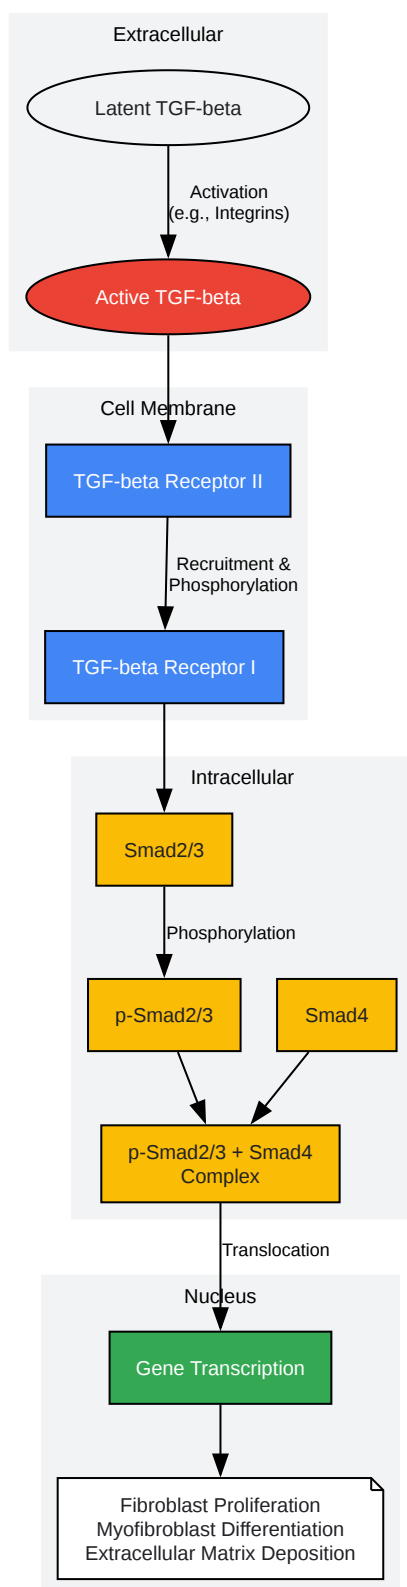 Extracellular
Latent TGF-beta
Activation
(e.g., Integrins)
Active TGF-beta
Cell Membrane
TGF-beta Receptor II
Recruitment &
Phosphorylation
TGF-beta Receptor I
Intracellular
Smad2/3
Phosphorylation
p-Smad2/3
Smad4
p-Smad2/3 + Smad4
Complex
Translocation
Nucleus
Gene Transcription
Fibroblast Proliferation
Myofibroblast Differentiation
Extracellular Matrix Deposition